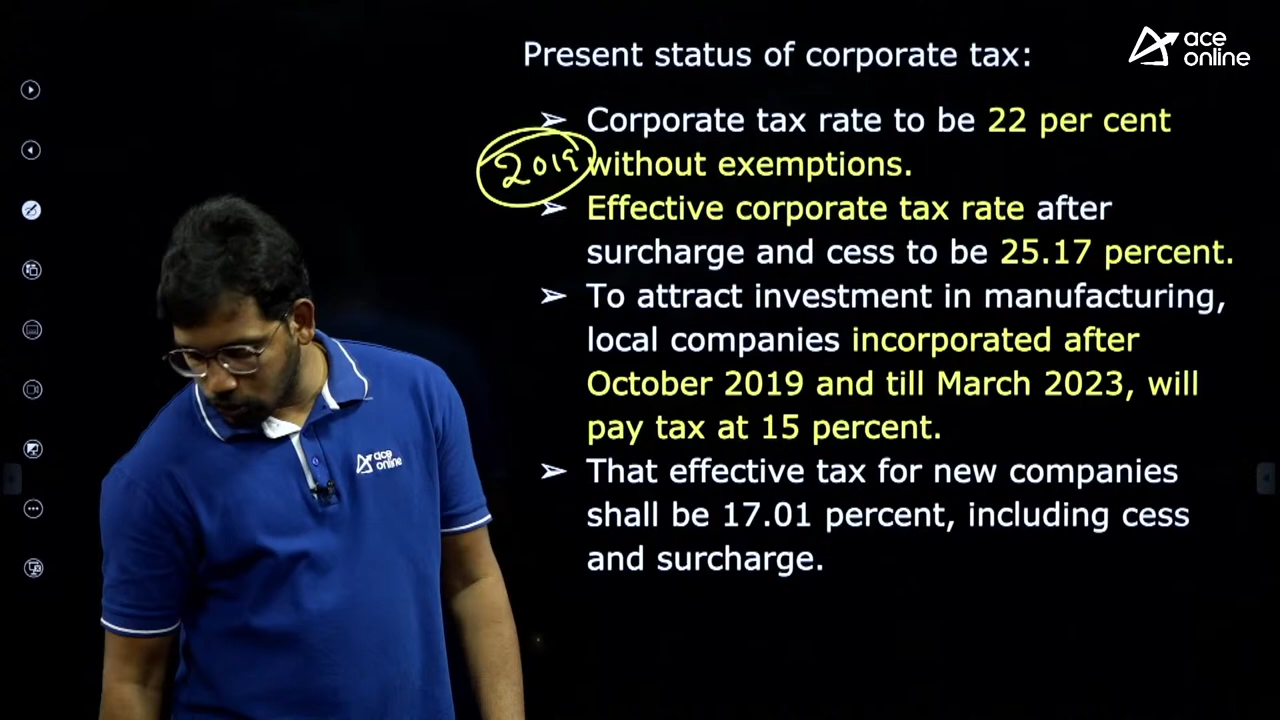 Present status of corporate tax:
ace
online
➢ Corporate tax rate to be 22 per cent
without exemptions.
2019
➢ Effective corporate tax rate after
surcharge and cess to be 25.17 percent.
➢ To attract investment in manufacturing,
local companies incorporated after
October 2019 and till March 2023, will
pay tax at 15 percent.
➢ That effective tax for new companies
shall be 17.01 percent, including cess
and surcharge.
ace
online